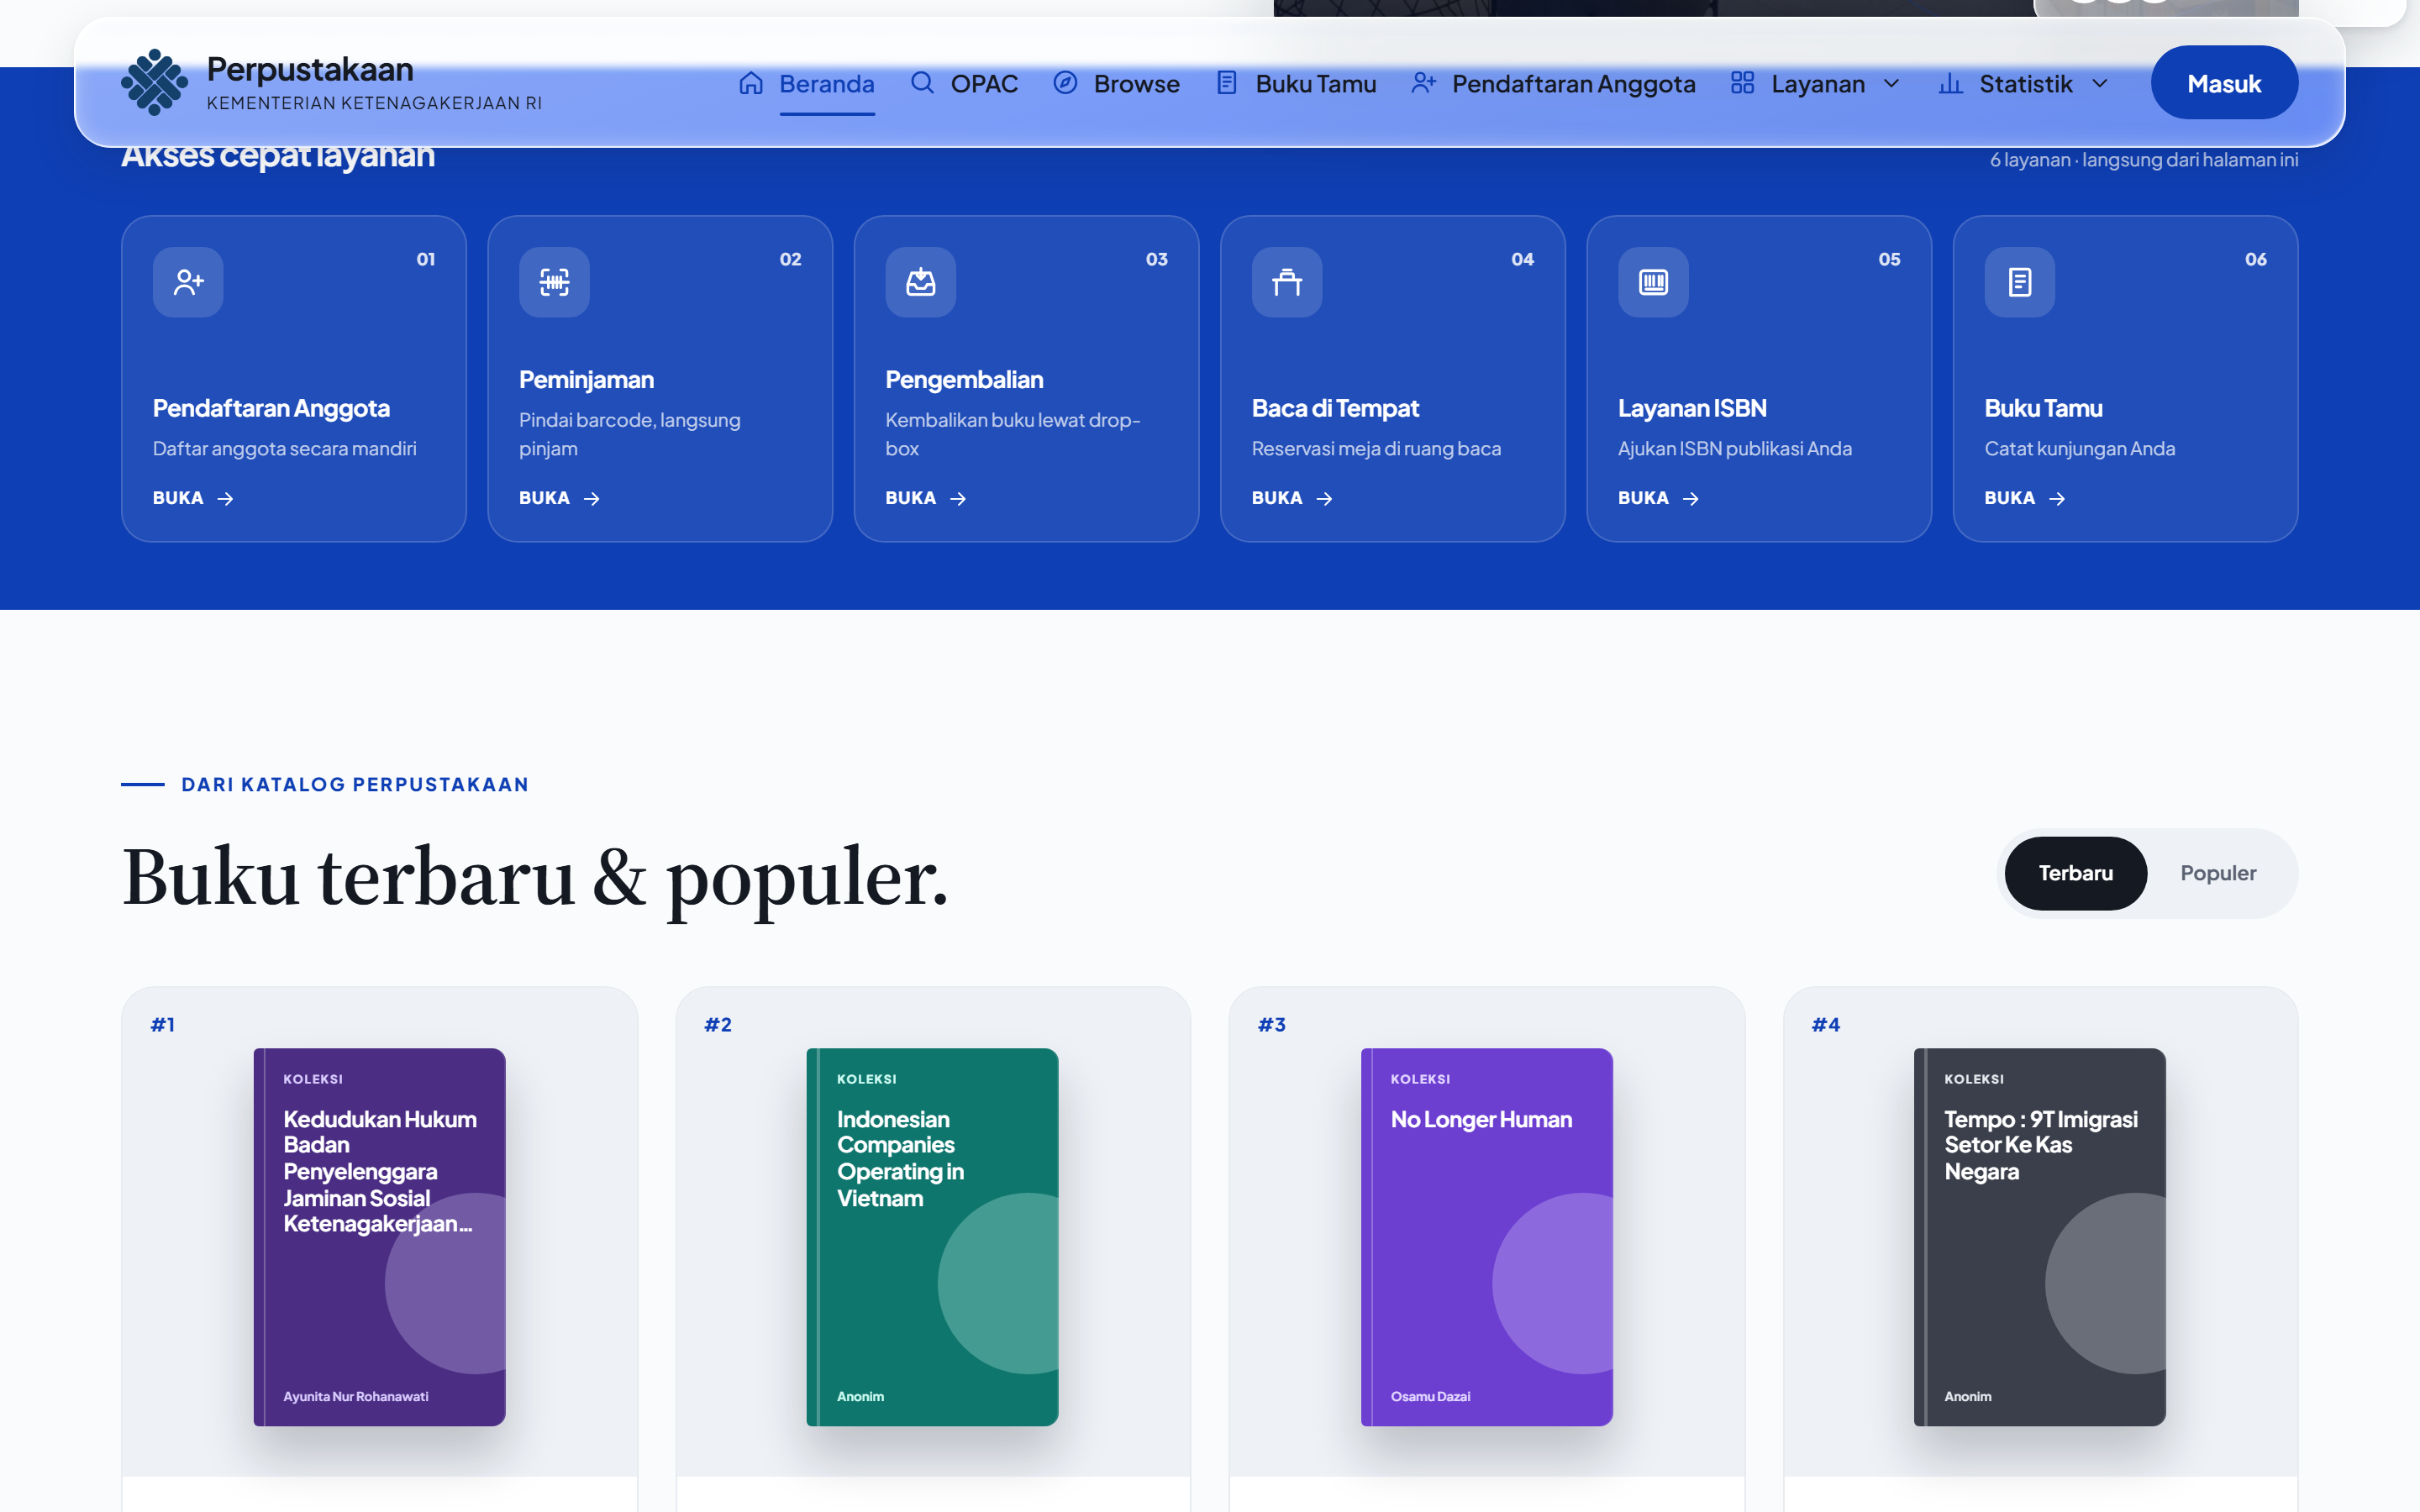 Perpustakaan
KEMENTERIAN KETENAGAKERJAAN RI
Beranda
OPAC
Browse
Buku Tamu
Pendaftaran Anggota
Layanan
Statistik
Masuk
Akses cepat layanan
6 layanan · langsung dari halaman ini
01
Pendaftaran Anggota
Daftar anggota secara mandiri
BUKA →
02
Peminjaman
Pindai barcode, langsung
pinjam
BUKA →
03
Pengembalian
Kembalikan buku lewat drop-
box
BUKA →
04
Baca di Tempat
Reservasi meja di ruang baca
BUKA →
05
Layanan ISBN
Ajukan ISBN publikasi Anda
BUKA →
06
Buku Tamu
Catat kunjungan Anda
BUKA →
DARI KATALOG PERPUSTAKAAN
Buku terbaru & populer.
Terbaru
Populer
#1
KOLEKSI
Kedudukan Hukum
Badan
Penyelenggara
Jaminan Sosial
Ketenagakerjaan...
Ayunita Nur Rohanawati
#2
KOLEKSI
Indonesian
Companies
Operating in
Vietnam
Anonim
#3
KOLEKSI
No Longer Human
Osamu Dazai
#4
KOLEKSI
Tempo : 9T Imigrasi
Setor Ke Kas
Negara
Anonim